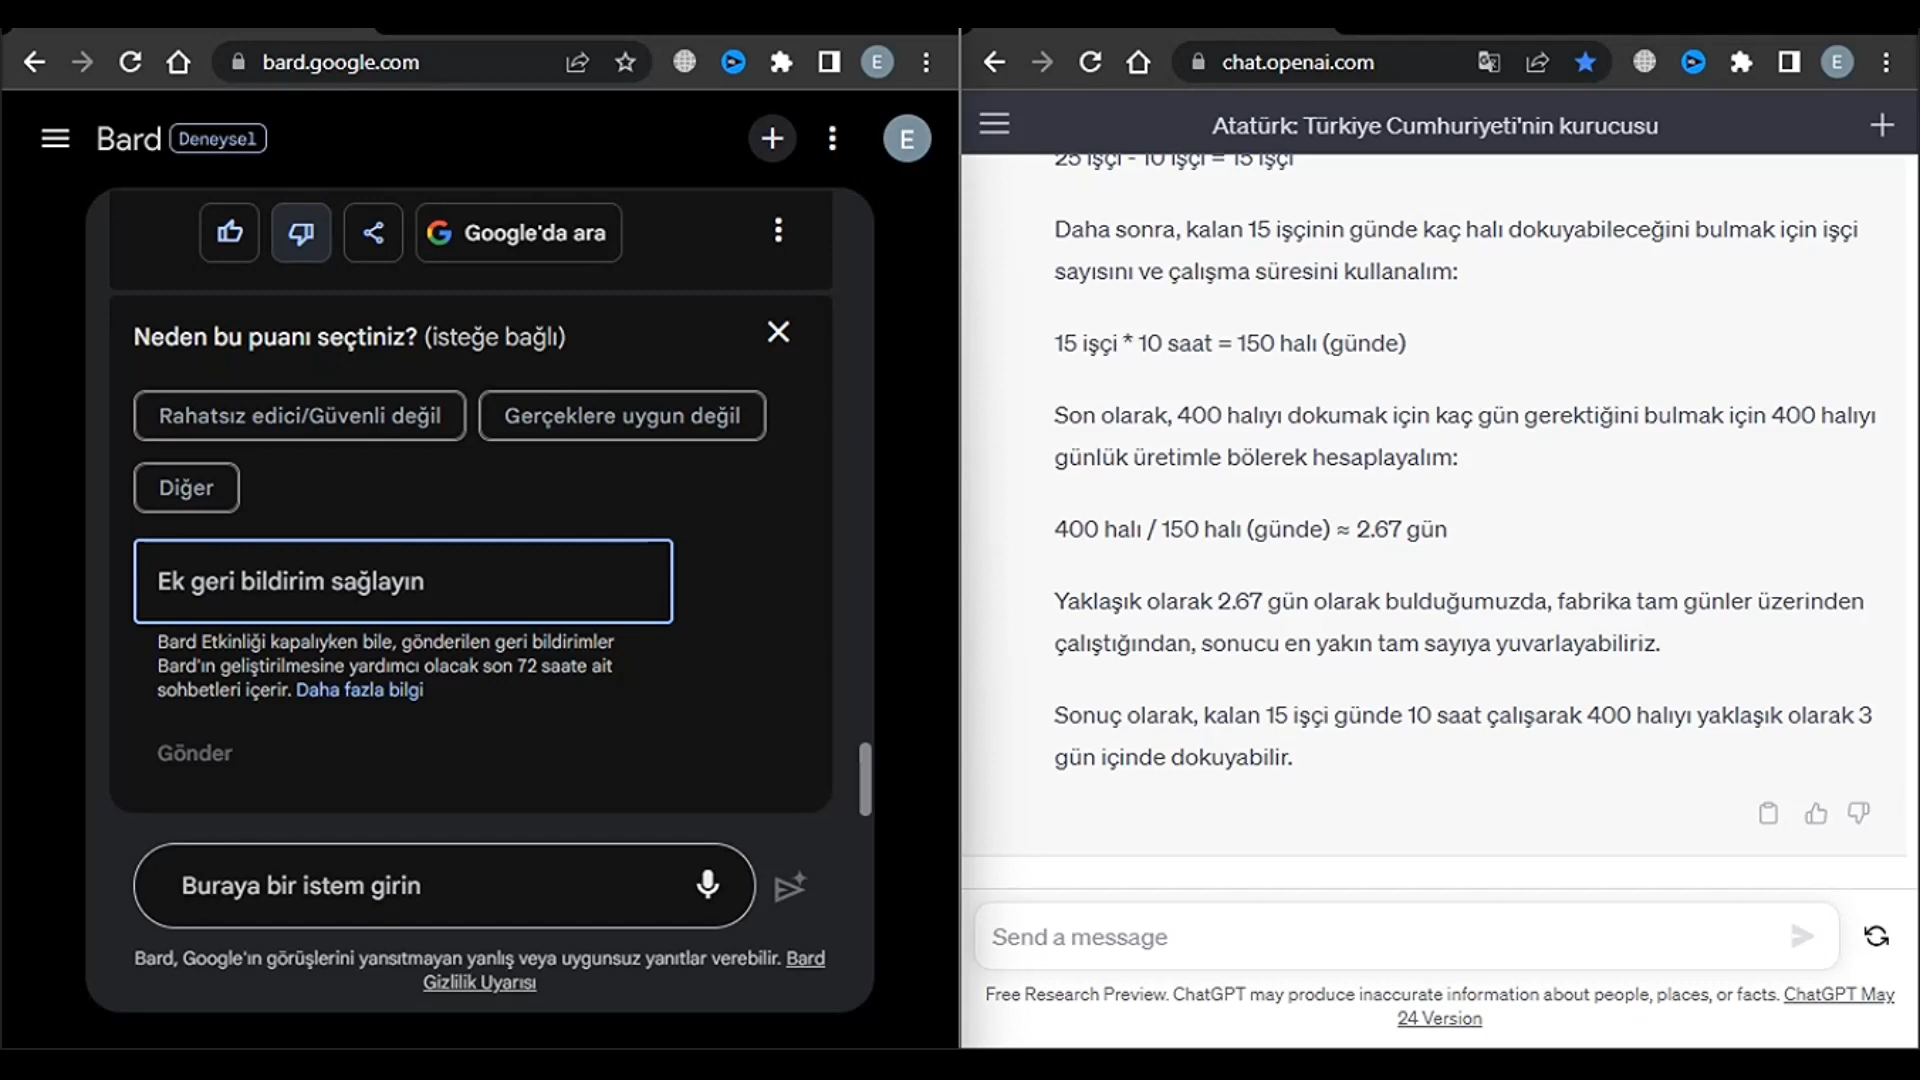 bard.google.com
E
Bard Deneysel
E
Google'da ara
Neden bu puanı seçtiniz? (isteğe bağlı)
Rahatsız edici/Güvenli değil
Gerçeklere uygun değil
Diğer
Ek geri bildirim sağlayın
Bard Etkinliği kapalıyken bile, gönderilen geri bildirimler
Bard'ın geliştirilmesine yardımcı olacak son 72 saate ait
sohbetleri içerir. Daha fazla bilgi
Gönder
Buraya bir istem girin
Bard, Google'ın görüşlerini yansıtmayan yanlış veya uygunsuz yanıtlar verebilir. Bard
Gizlilik Uyarısı
chat.openai.com
E
Atatürk: Türkiye Cumhuriyeti'nin kurucusu
25 işçi - 10 işçi = 15 işçi
Daha sonra, kalan 15 işçinin günde kaç halı dokuyabileceğini bulmak için işçi
sayısını ve çalışma süresini kullanalım:
15 işçi * 10 saat = 150 halı (günde)
Son olarak, 400 halıyı dokumak için kaç gün gerektiğini bulmak için 400 halıyı
günlük üretimle bölerek hesaplayalım:
400 halı / 150 halı (günde) ≈ 2.67 gün
Yaklaşık olarak 2.67 gün olarak bulduğumuzda, fabrika tam günler üzerinden
çalıştığından, sonucu en yakın tam sayıya yuvarlayabiliriz.
Sonuç olarak, kalan 15 işçi günde 10 saat çalışarak 400 halıyı yaklaşık olarak 3
gün içinde dokuyabilir.
Send a message
Free Research Preview. ChatGPT may produce inaccurate information about people, places, or facts. ChatGPT May
24 Version